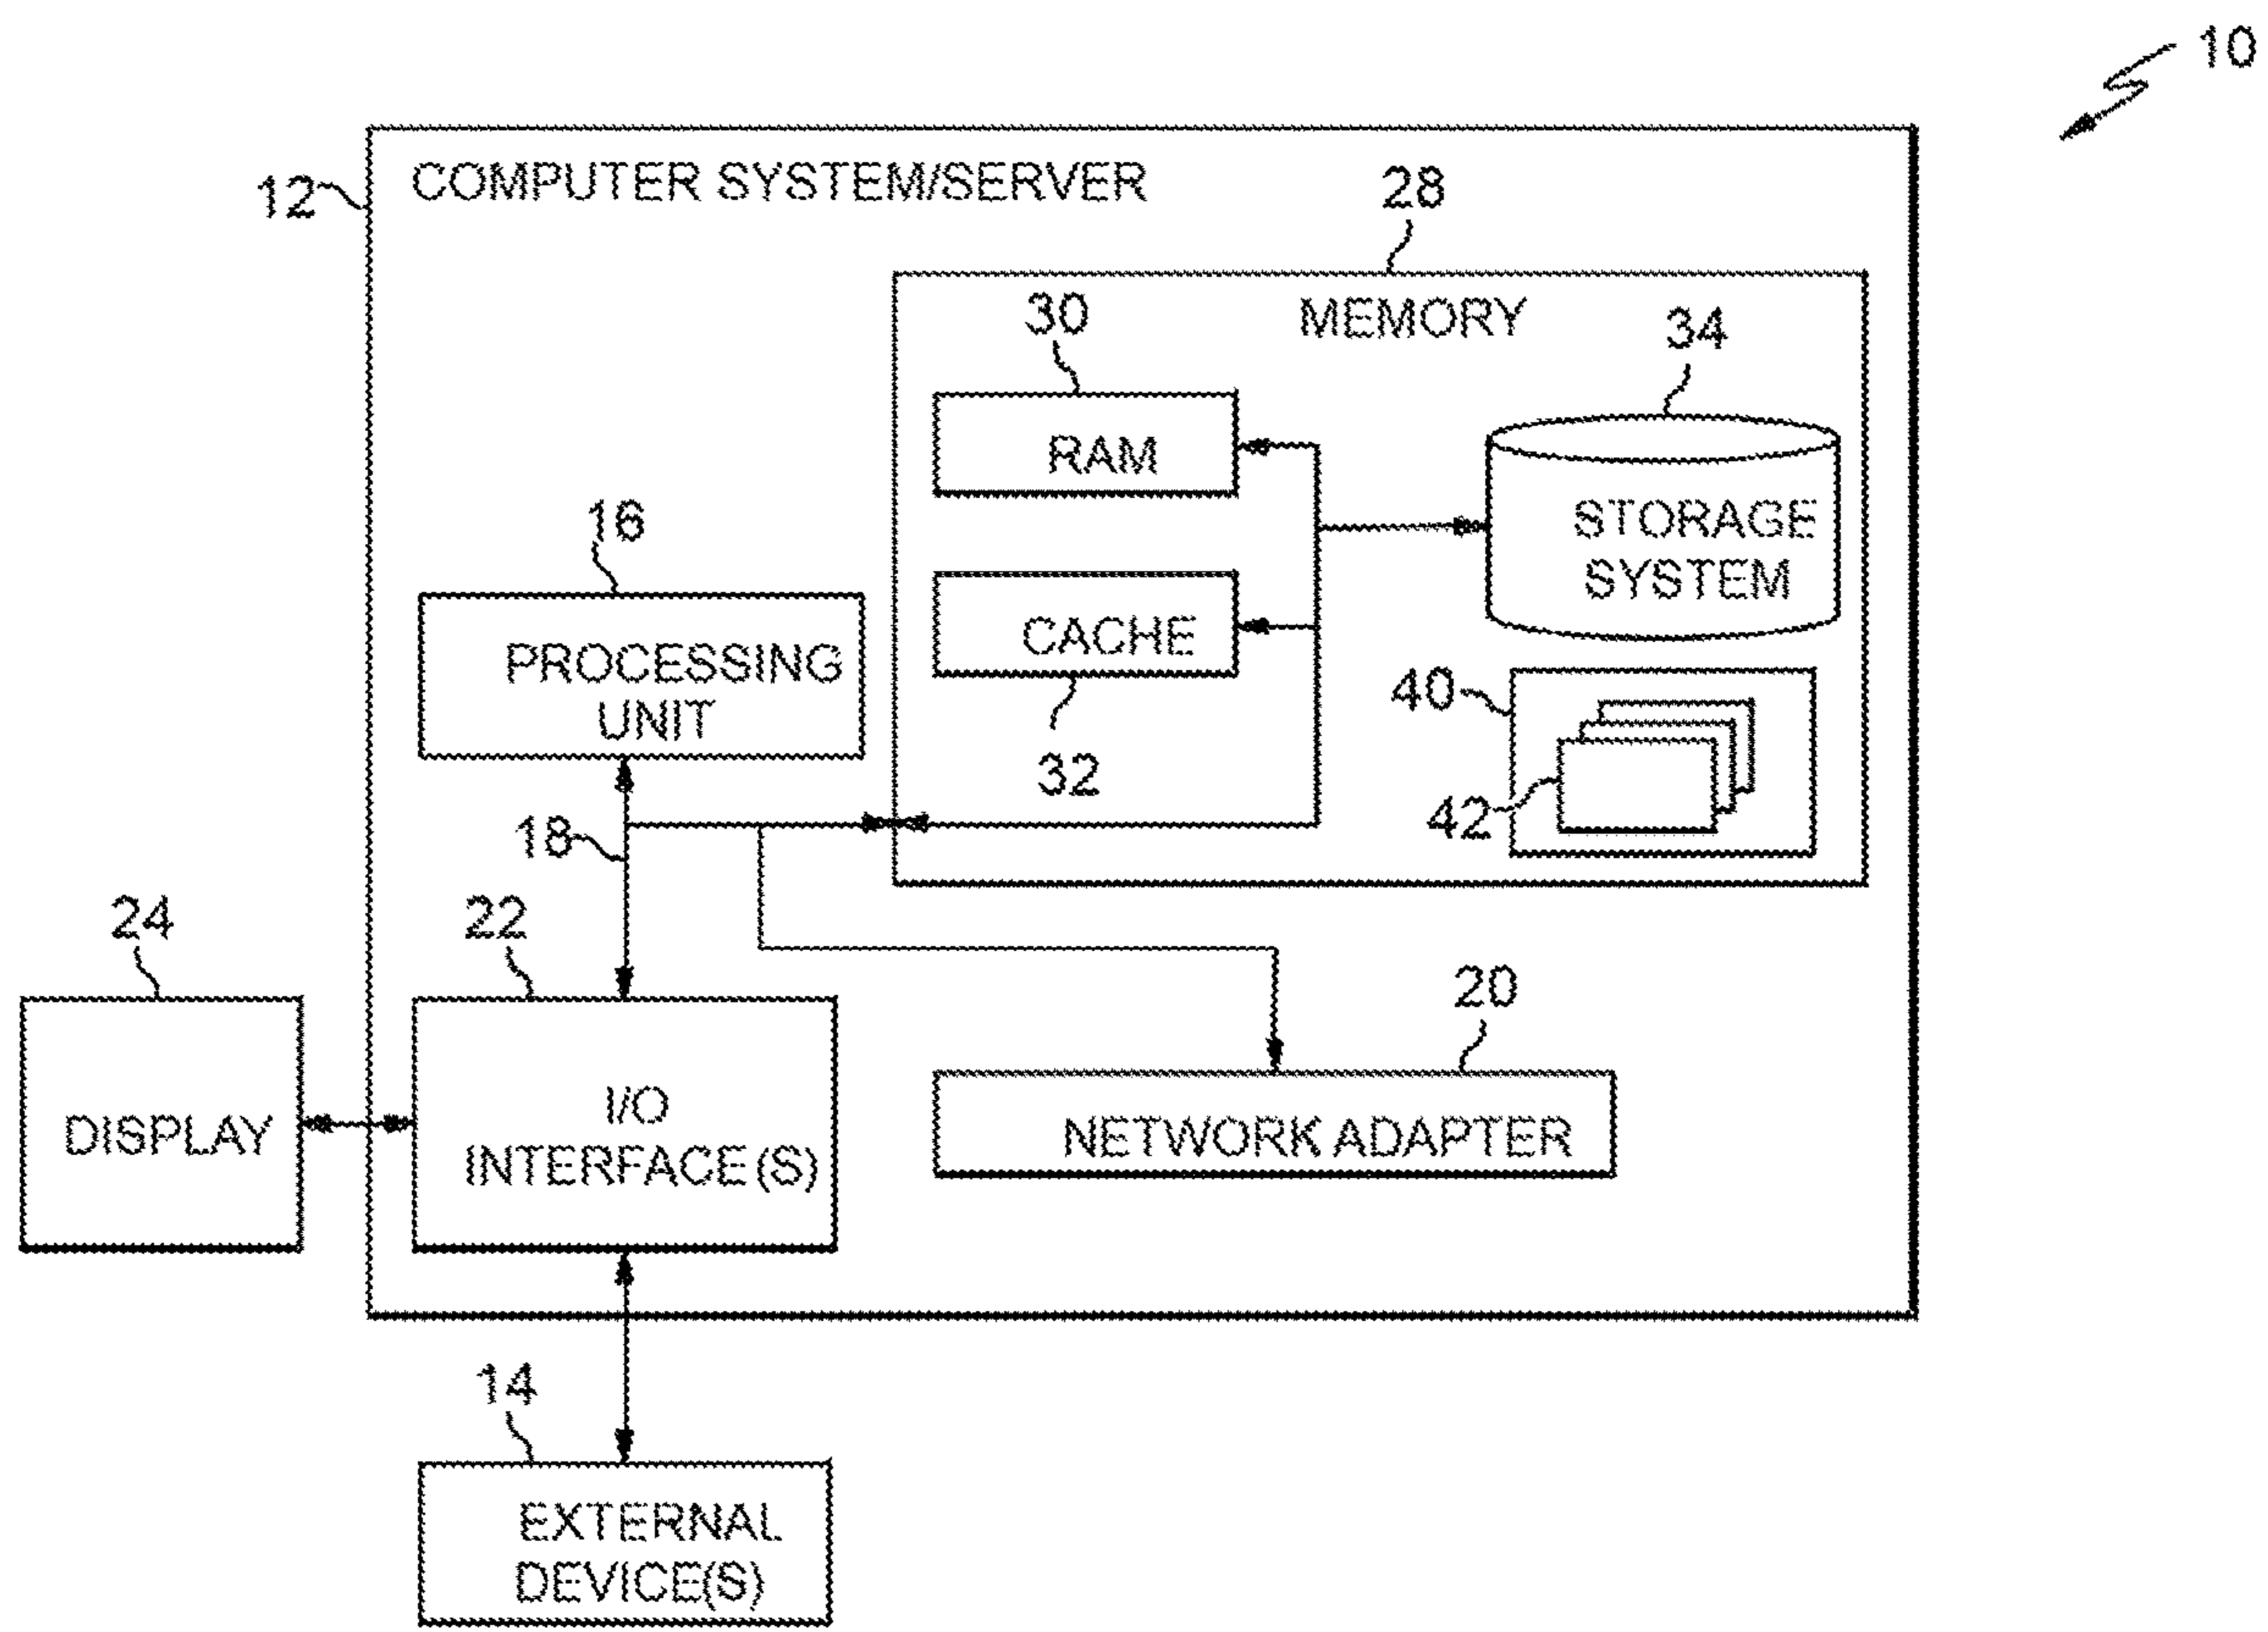 10
12
COMPUTER SYSTEM/SERVER
28
MEMORY
30
34
RAM
STORAGE
SYSTEM
16
PROCESSING
UNIT
CACHE
32
40
42
18
24
22
20
DISPLAY
I/O
INTERFACE(S)
NETWORK ADAPTER
14
EXTERNAL
DEVICE(S)